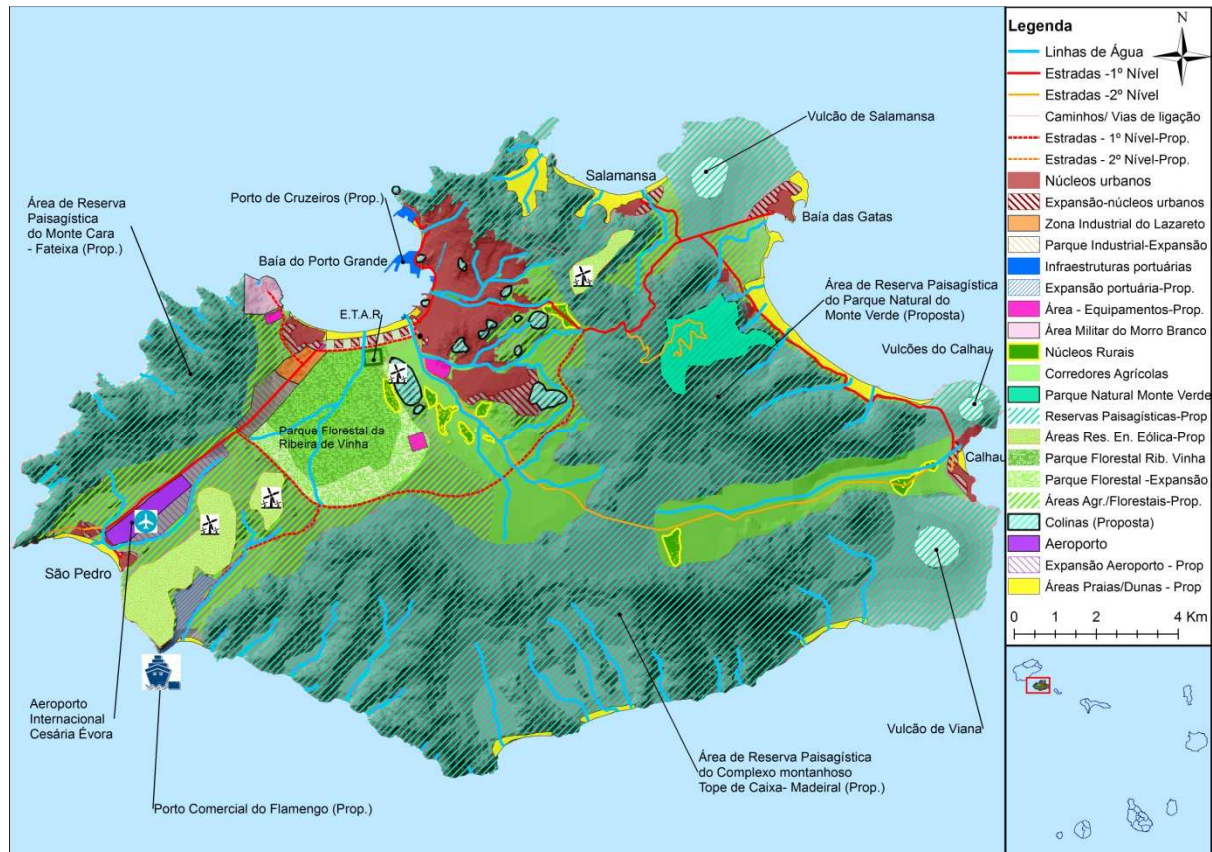 Vulcão de Salamansa
Salamansa
Porto de Cruzeiros (Prop.)
Baía das Gatas
Área de Reserva
Paisagística
do Monte Cara
- Fateixa (Prop.)
Baía do Porto Grande
Área de Reserva Paisagística
do Parque Natural do
Monte Verde (Proposta)
E.T.A.R
Vulcões do Calhau
Parque Florestal da
Ribeira de Vinha
Calhau
São Pedro
Aeroporto
Internacional
Cesária Évora
Vulcão de Viana
Área de Reserva Paisagística
do Complexo montanhoso
Tope de Caixa- Madeiral (Prop.)
Porto Comercial do Flamengo (Prop.)
Legenda
N
Linhas de Água
Estradas -1º Nível
Estradas -2º Nível
Caminhos/ Vias de ligação
Estradas - 1º Nível-Prop.
Estradas - 2º Nível-Prop.
Núcleos urbanos
Expansão-núcleos urbanos
Zona Industrial do Lazareto
Parque Industrial-Expansão
Infraestruturas portuárias
Expansão portuária-Prop.
Área - Equipamentos-Prop.
Área Militar do Morro Branco
Núcleos Rurais
Corredores Agrícolas
Parque Natural Monte Verde
Reservas Paisagísticas-Prop
Áreas Res. En. Eólica-Prop
Parque Florestal Rib. Vinha
Parque Florestal -Expansão
Áreas Agr./Florestais-Prop.
Colinas (Proposta)
Aeroporto
Expansão Aeroporto - Prop
Áreas Praias/Dunas - Prop
0 1 2 4 Km